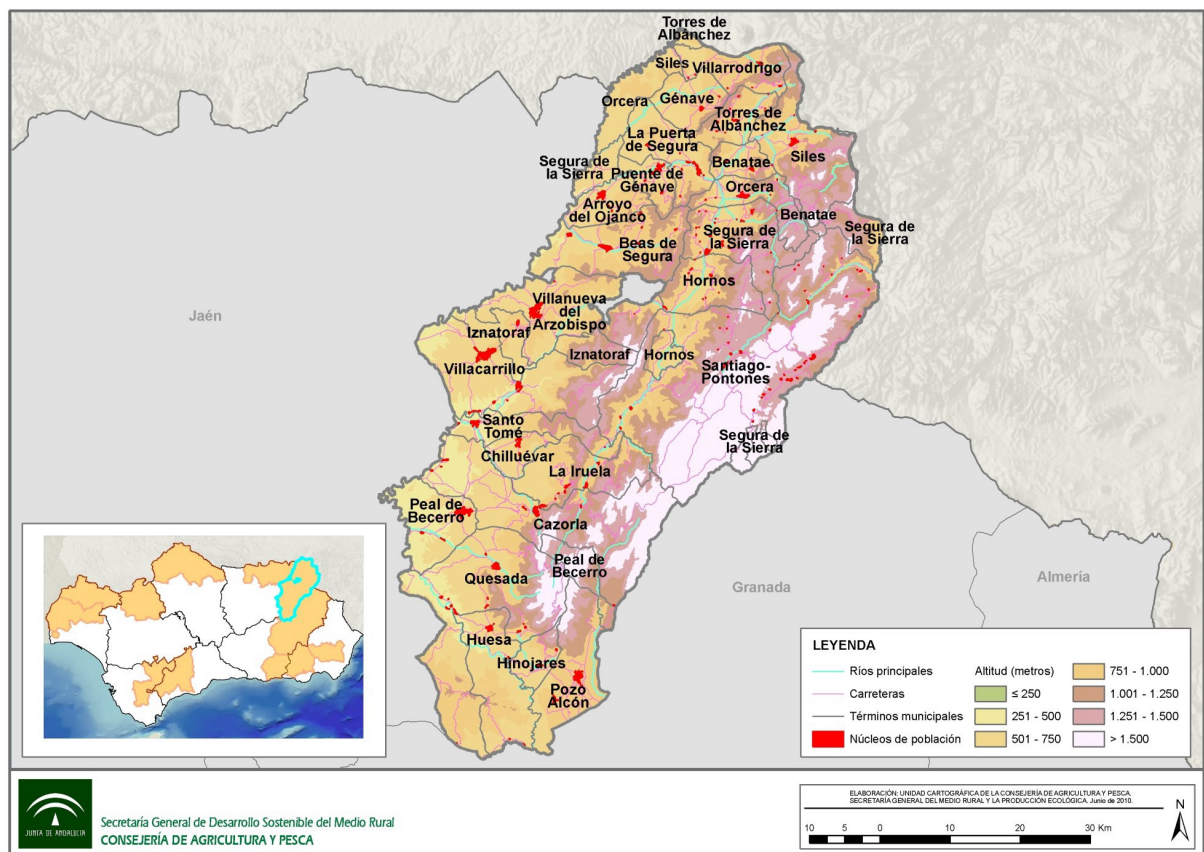 Torres de
Albánchez
Siles
Villarrodrigo
Orcera
Génave
Torres de
Albánchez
La Puerta
de Segura
Segura de
la Sierra
Puente de
Génave
Benatae
Siles
Orcera
Arroyo
del Ojanco
Benatae
Segura de
la Sierra
Segura de
la Sierra
Beas de
Segura
Hornos
Villanueva
del
Arzobispo
Iznatoraf
Jaén
Iznatoraf
Hornos
Villacarrillo
Santiago-
Pontones
Santo
Tomé
Segura de
la Sierra
Chilluévar
La Iruela
Peal de
Becerro
Cazorla
Peal de
Becerro
Quesada
Granada
Almería
Huesa
Hinojares
Pozo
Alcón
LEYENDA
Ríos principales
Carreteras
Términos municipales
Núcleos de población
Altitud (metros)
≤ 250
251 - 500
501 - 750
751 - 1.000
1.001 - 1.250
1.251 - 1.500
> 1.500
JUNTA DE ANDALUCIA
Secretaría General de Desarrollo Sostenible del Medio Rural
CONSEJERÍA DE AGRICULTURA Y PESCA
ELABORACIÓN: UNIDAD CARTOGRÁFICA DE LA CONSEJERÍA DE AGRICULTURA Y PESCA.
SECRETARÍA GENERAL DEL MEDIO RURAL Y LA PRODUCCIÓN ECOLÓGICA. Junio de 2010.
10 5 0 10 20 30 Km
N